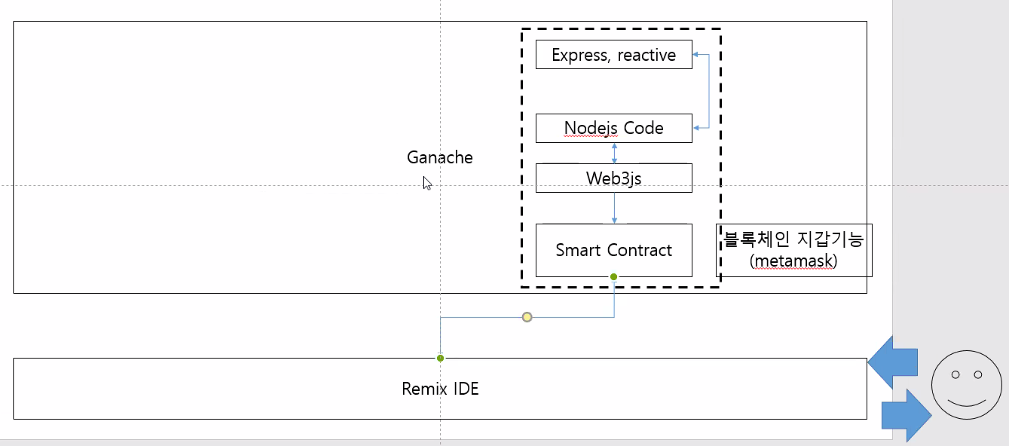 Express, reactive
Nodejs Code
Ganache
Web3js
Smart Contract
블록체인 지갑기능
(metamask)
Remix IDE